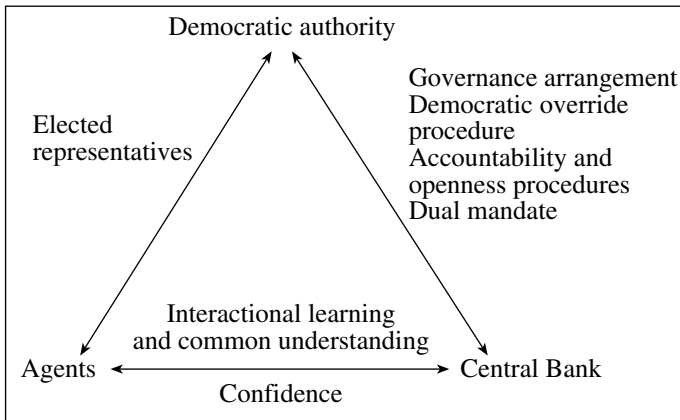 Democratic authority
Elected
representatives
Governance arrangement
Democratic override
procedure
Accountability and
openness procedures
Dual mandate
Interactional learning
and common understanding
Agents
Central Bank
Confidence